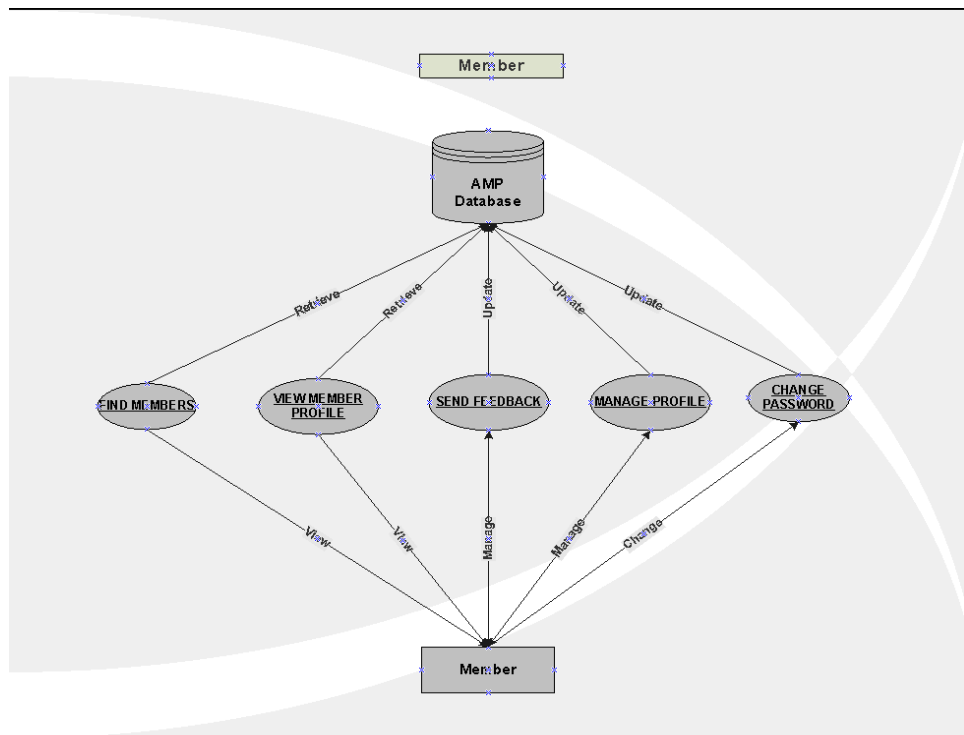 Member
AMP
Database
Retrieve
Retrieve
Update
Update
Update
FIND MEMBERS
VIEW MEMBER
PROFILE
SEND FEEDBACK
MANAGE PROFILE
CHANGE
PASSWORD
View
View
Manage
Manage
Change
Member